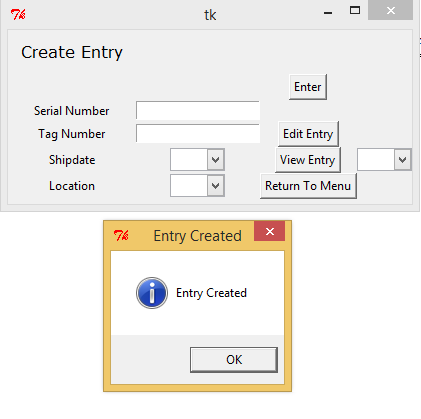 tk
Create Entry
Enter
Serial Number
Tag Number
Edit Entry
Shipdate
View Entry
Location
Return To Menu
Entry Created
Entry Created
OK